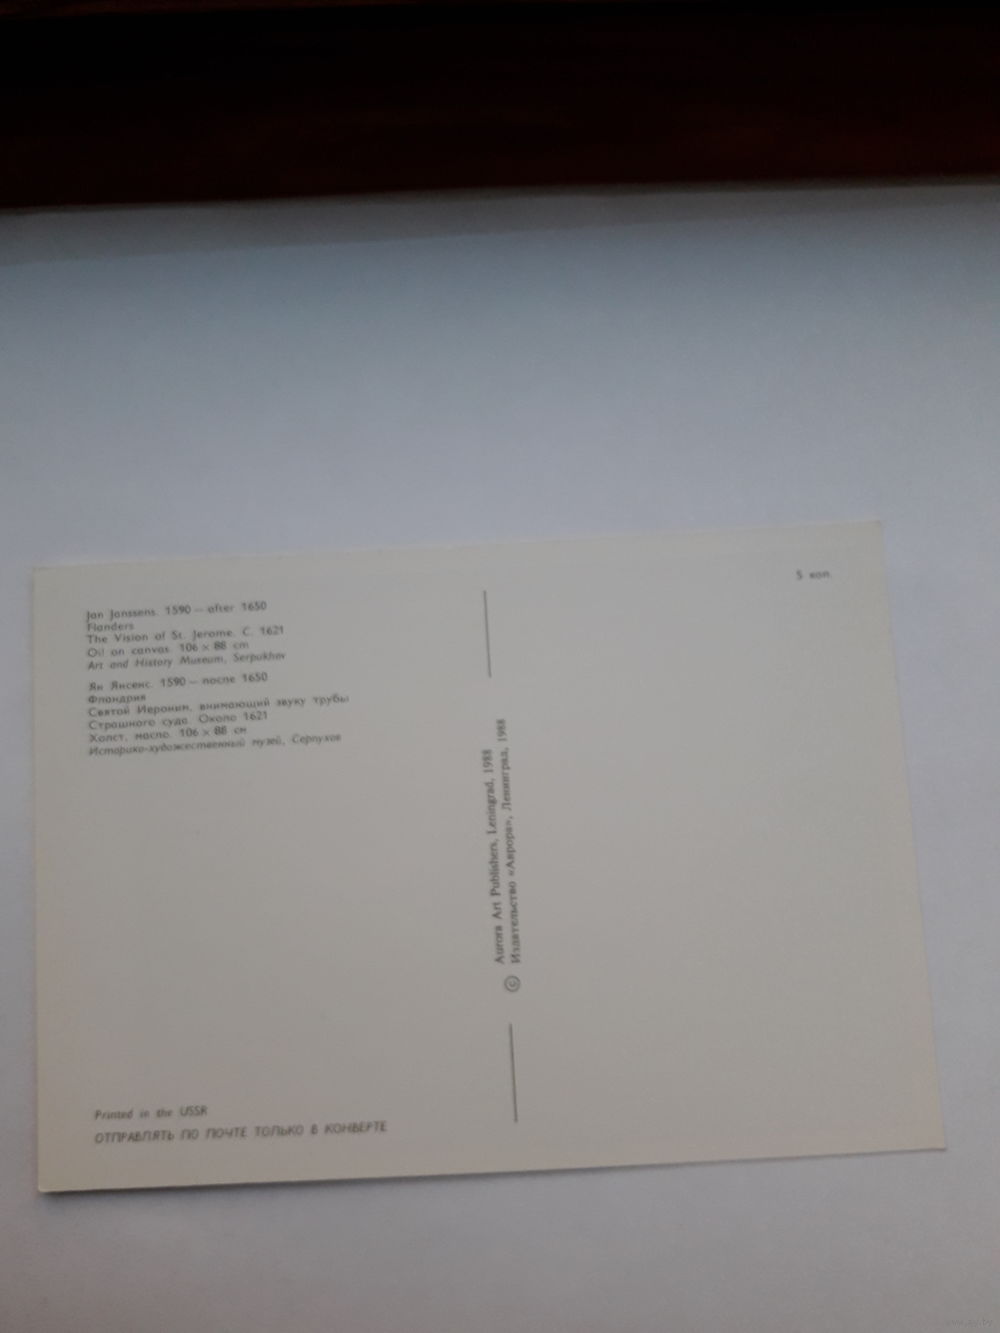 Jan Janssens. 1590 — after 1650
Flanders
The Vision of St. Jerome. C. 1621
Oil on canvas. 106 × 88 cm
Art and History Museum, Serpukhov
Ян Янсенс. 1590 — после 1650
Фландрия
Святой Иероним, внимающий звуку трубы
Страшного суда. Около 1621
Холст, масло. 106 × 88 см
Историко-художественный музей, Серпухов
5 коп.
© Aurora Art Publishers, Leningrad, 1988
Издательство «Аврора», Ленинград, 1988
Printed in the USSR
ОТПРАВЛЯТЬ ПО ПОЧТЕ ТОЛЬКО В КОНВЕРТЕ